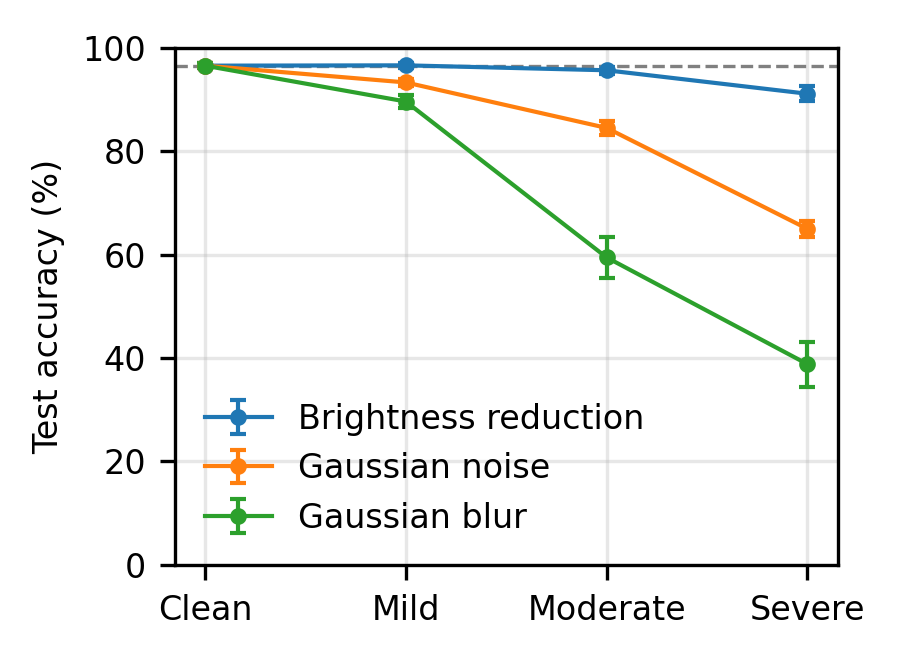 100
80
60
40
20
0
Test accuracy (%)
Brightness reduction
Gaussian noise
Gaussian blur
Clean Mild Moderate Severe